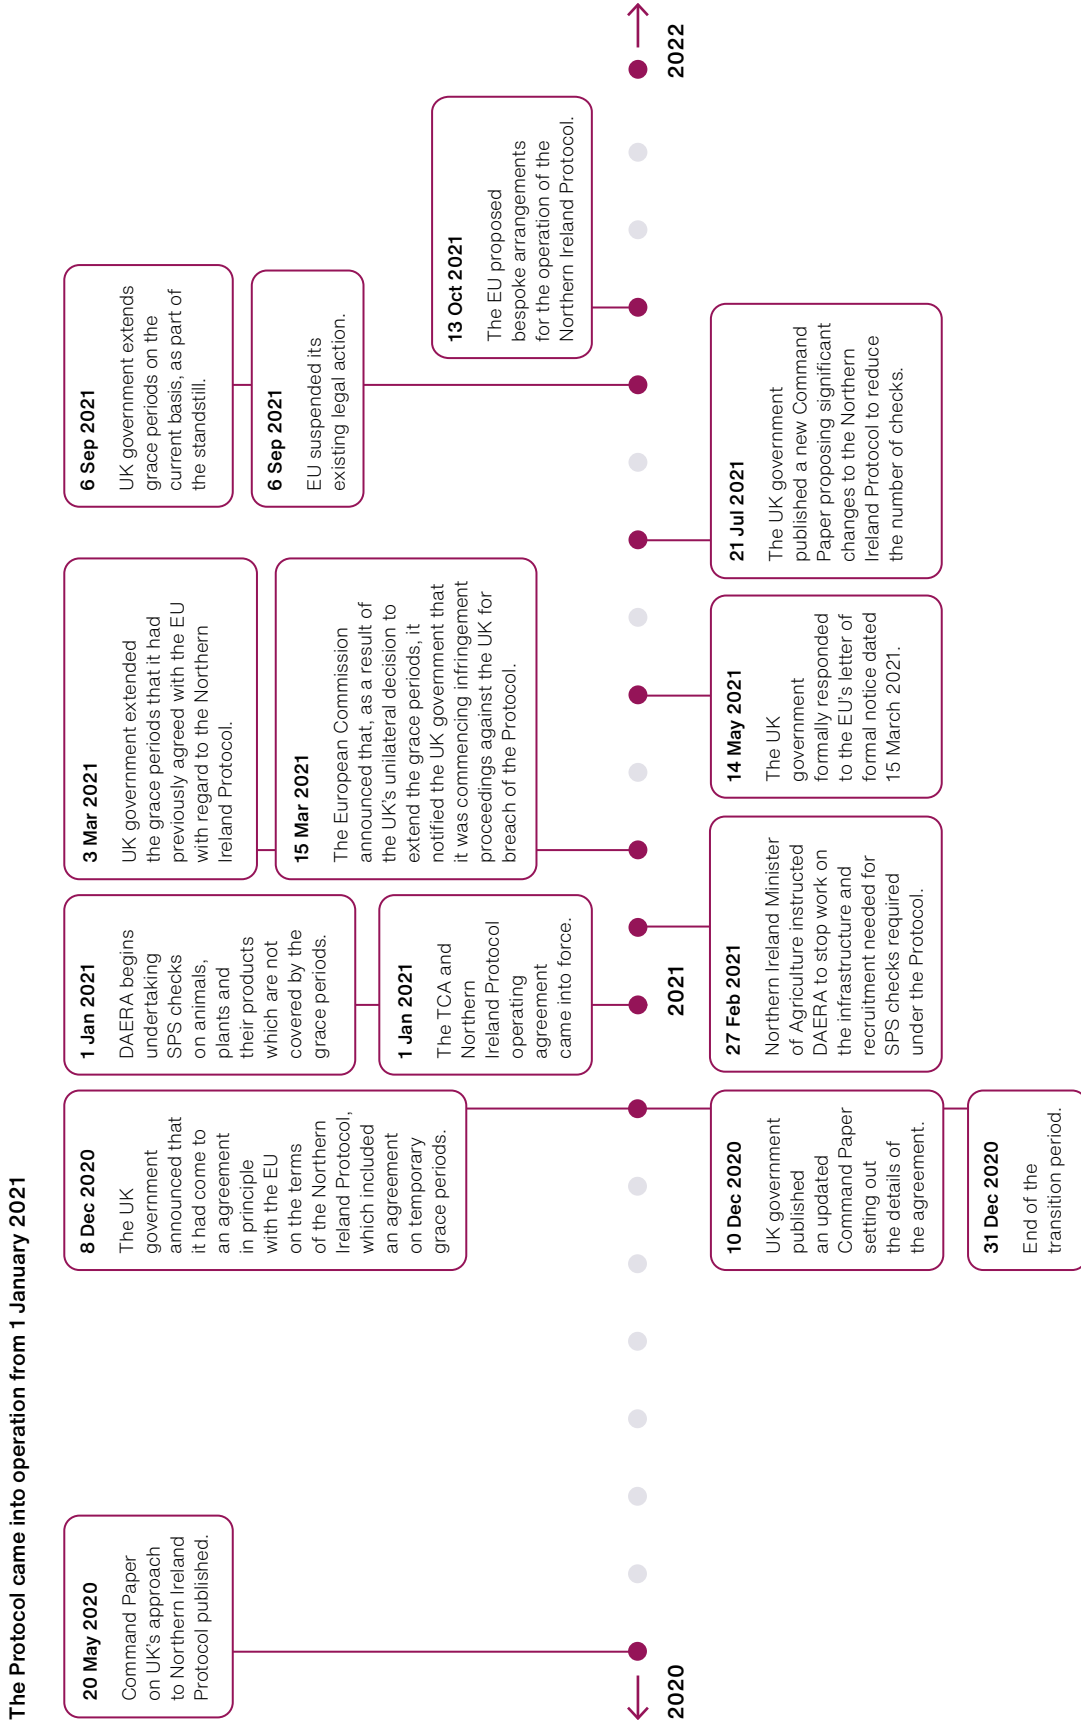 The Protocol came into operation from 1 January 2021
20 May 2020
Command Paper
on UK's approach
to Northern Ireland
Protocol published.
8 Dec 2020
The UK
government
announced that
it had come to
an agreement
in principle
with the EU
on the terms
of the Northern
Ireland Protocol,
which included
an agreement
on temporary
grace periods.
1 Jan 2021
DAERA begins
undertaking
SPS checks
on animals,
plants and
their products
which are not
covered by the
grace periods.
1 Jan 2021
The TCA and
Northern
Ireland Protocol
operating
agreement
came into force.
3 Mar 2021
UK government extended
the grace periods that it had
previously agreed with the EU
with regard to the Northern
Ireland Protocol.
15 Mar 2021
The European Commission
announced that, as a result of
the UK's unilateral decision to
extend the grace periods, it
notified the UK government that
it was commencing infringement
proceedings against the UK for
breach of the Protocol.
6 Sep 2021
UK government extends
grace periods on the
current basis, as part of
the standstill.
6 Sep 2021
EU suspended its
existing legal action.
13 Oct 2021
The EU proposed
bespoke arrangements
for the operation of the
Northern Ireland Protocol.
2020
2021
2022
10 Dec 2020
UK government
published
an updated
Command Paper
setting out
the details of
the agreement.
31 Dec 2020
End of the
transition period.
27 Feb 2021
Northern Ireland Minister
of Agriculture instructed
DAERA to stop work on
the infrastructure and
recruitment needed for
SPS checks required
under the Protocol.
14 May 2021
The UK
government
formally responded
to the EU's letter of
formal notice dated
15 March 2021.
21 Jul 2021
The UK government
published a new Command
Paper proposing significant
changes to the Northern
Ireland Protocol to reduce
the number of checks.